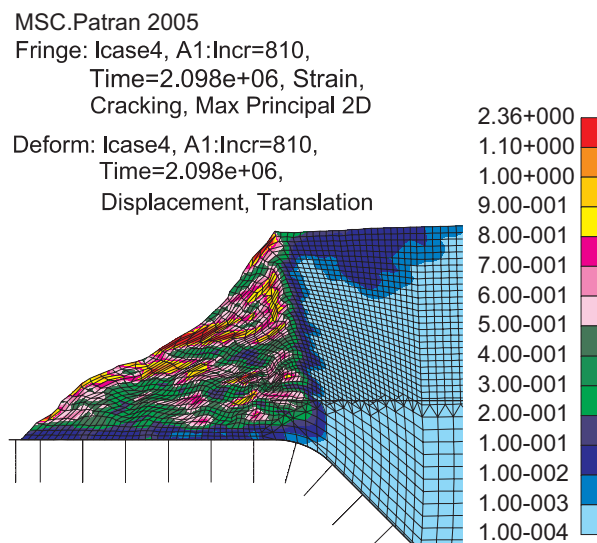 MSC.Patran 2005
Fringe: Icase4, A1:Incr=810,
Time=2.098e+06, Strain,
Cracking, Max Principal 2D
Deform: Icase4, A1:Incr=810,
Time=2.098e+06,
Displacement, Translation
2.36+000
1.10+000
1.00+000
9.00-001
8.00-001
7.00-001
6.00-001
5.00-001
4.00-001
3.00-001
2.00-001
1.00-001
1.00-002
1.00-003
1.00-004